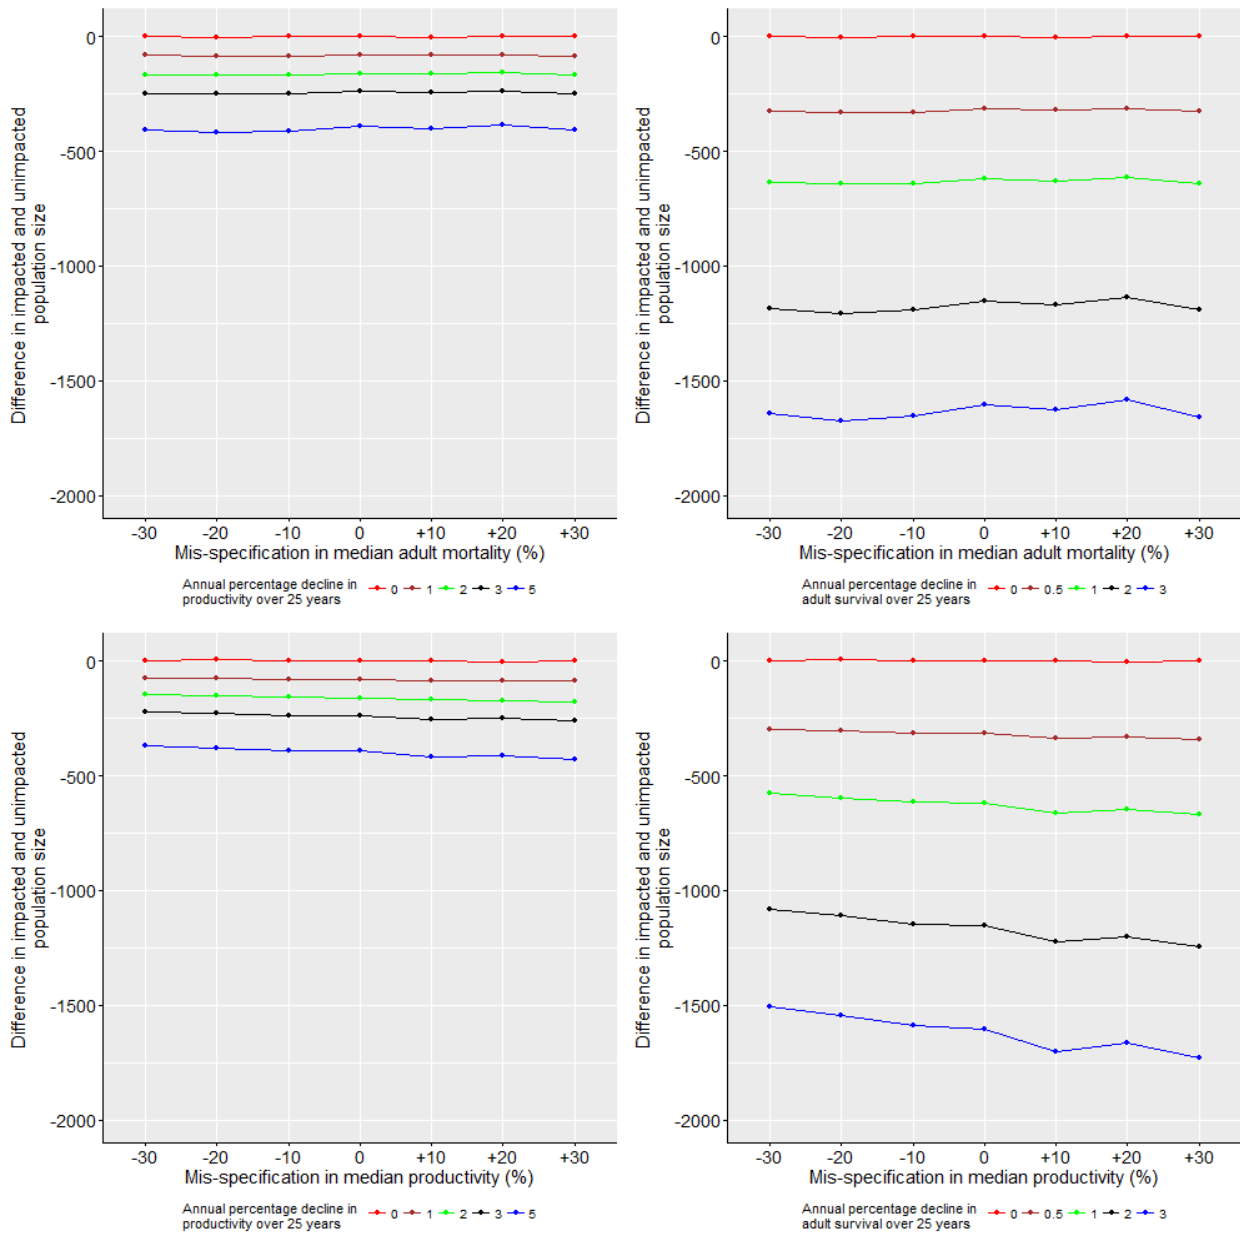 Difference in impacted and unimpacted
population size
0
-500
-1000
-1500
-2000
-30 -20 -10 0 +10 +20 +30
Mis-specification in median adult mortality (%)
Annual percentage decline in
productivity over 25 years 0 1 2 3 5
Difference in impacted and unimpacted
population size
0
-500
-1000
-1500
-2000
-30 -20 -10 0 +10 +20 +30
Mis-specification in median adult mortality (%)
Annual percentage decline in
adult survival over 25 years 0 0.5 1 2 3
Difference in impacted and unimpacted
population size
0
-500
-1000
-1500
-2000
-30 -20 -10 0 +10 +20 +30
Mis-specification in median productivity (%)
Annual percentage decline in
productivity over 25 years 0 1 2 3 5
Difference in impacted and unimpacted
population size
0
-500
-1000
-1500
-2000
-30 -20 -10 0 +10 +20 +30
Mis-specification in median productivity (%)
Annual percentage decline in
adult survival over 25 years 0 0.5 1 2 3